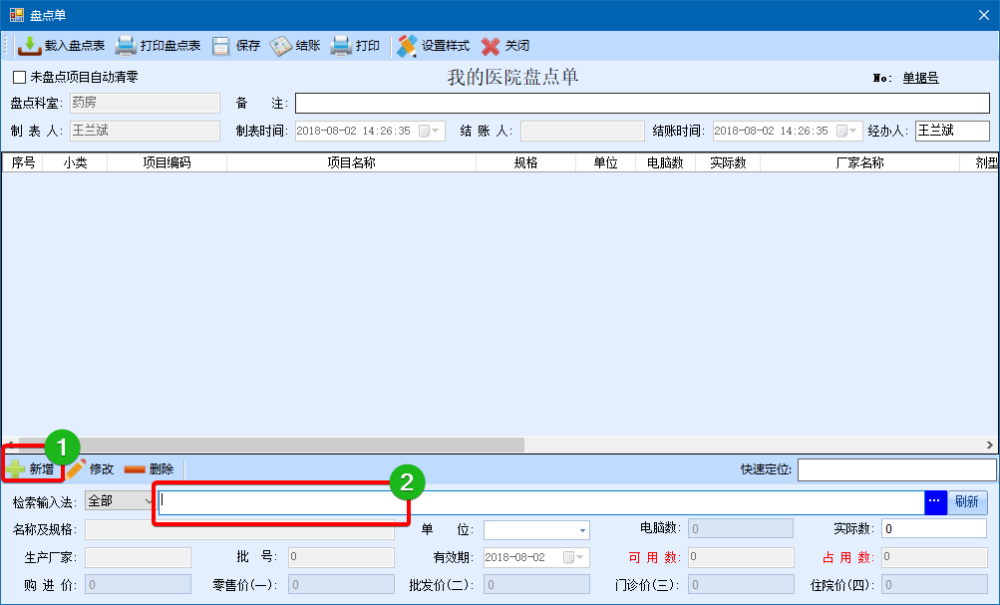 盘点单
载入盘点表 打印盘点表 保存 结账 打印 设置样式 关闭
未盘点项目自动清零 我的医院盘点单 No: 单据号
盘点科室: 药房 备 注:
制 表 人: 王兰斌 制表时间: 2018-08-02 14:26:35 结 账 人: 结账时间: 2018-08-02 14:26:35 经办人: 王兰斌
序号 小类 项目编码 项目名称 规格 单位 电脑数 实际数 厂家名称 剂型
1
新增 修改 删除 快速定位:
2
检索输入法: 全部 ... 刷新
名称及规格: 单 位: 电脑数: 0 实际数: 0
生产厂家: 批 号: 0 有效期: 2018-08-02 可 用 数: 0 占 用 数: 0
购 进 价: 0 零售价(一): 0 批发价(二): 0 门诊价(三): 0 住院价(四): 0